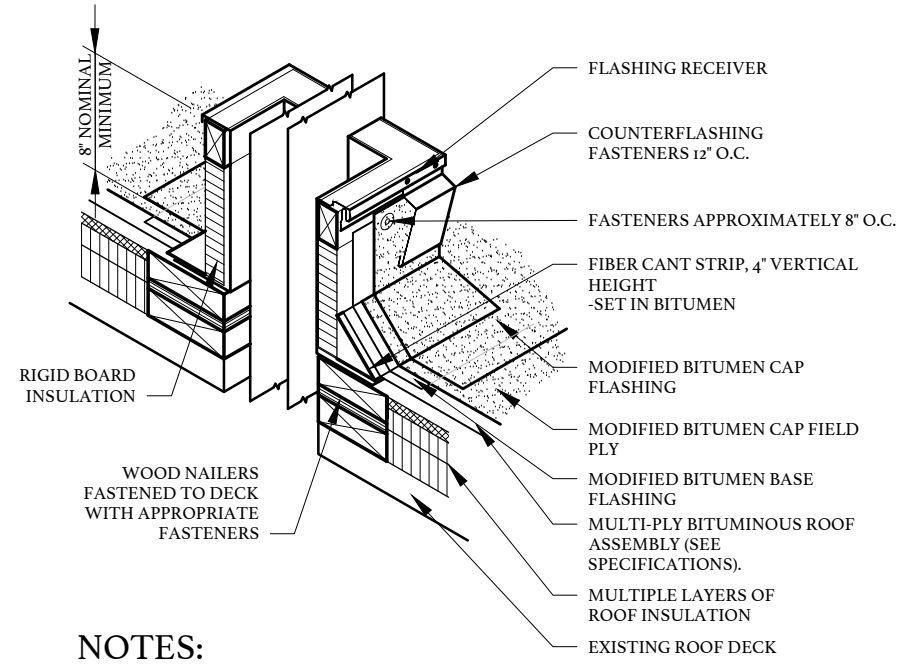 8" NOMINAL
MINIMUM
FLASHING RECEIVER
COUNTERFLASHING
FASTENERS 12" O.C.
FASTENERS APPROXIMATELY 8" O.C.
FIBER CANT STRIP, 4" VERTICAL
HEIGHT
-SET IN BITUMEN
MODIFIED BITUMEN CAP
FLASHING
MODIFIED BITUMEN CAP FIELD
PLY
MODIFIED BITUMEN BASE
FLASHING
MULTI-PLY BITUMINOUS ROOF
ASSEMBLY (SEE
SPECIFICATIONS).
MULTIPLE LAYERS OF
ROOF INSULATION
EXISTING ROOF DECK
RIGID BOARD
INSULATION
WOOD NAILERS
FASTENED TO DECK
WITH APPROPRIATE
FASTENERS
NOTES: